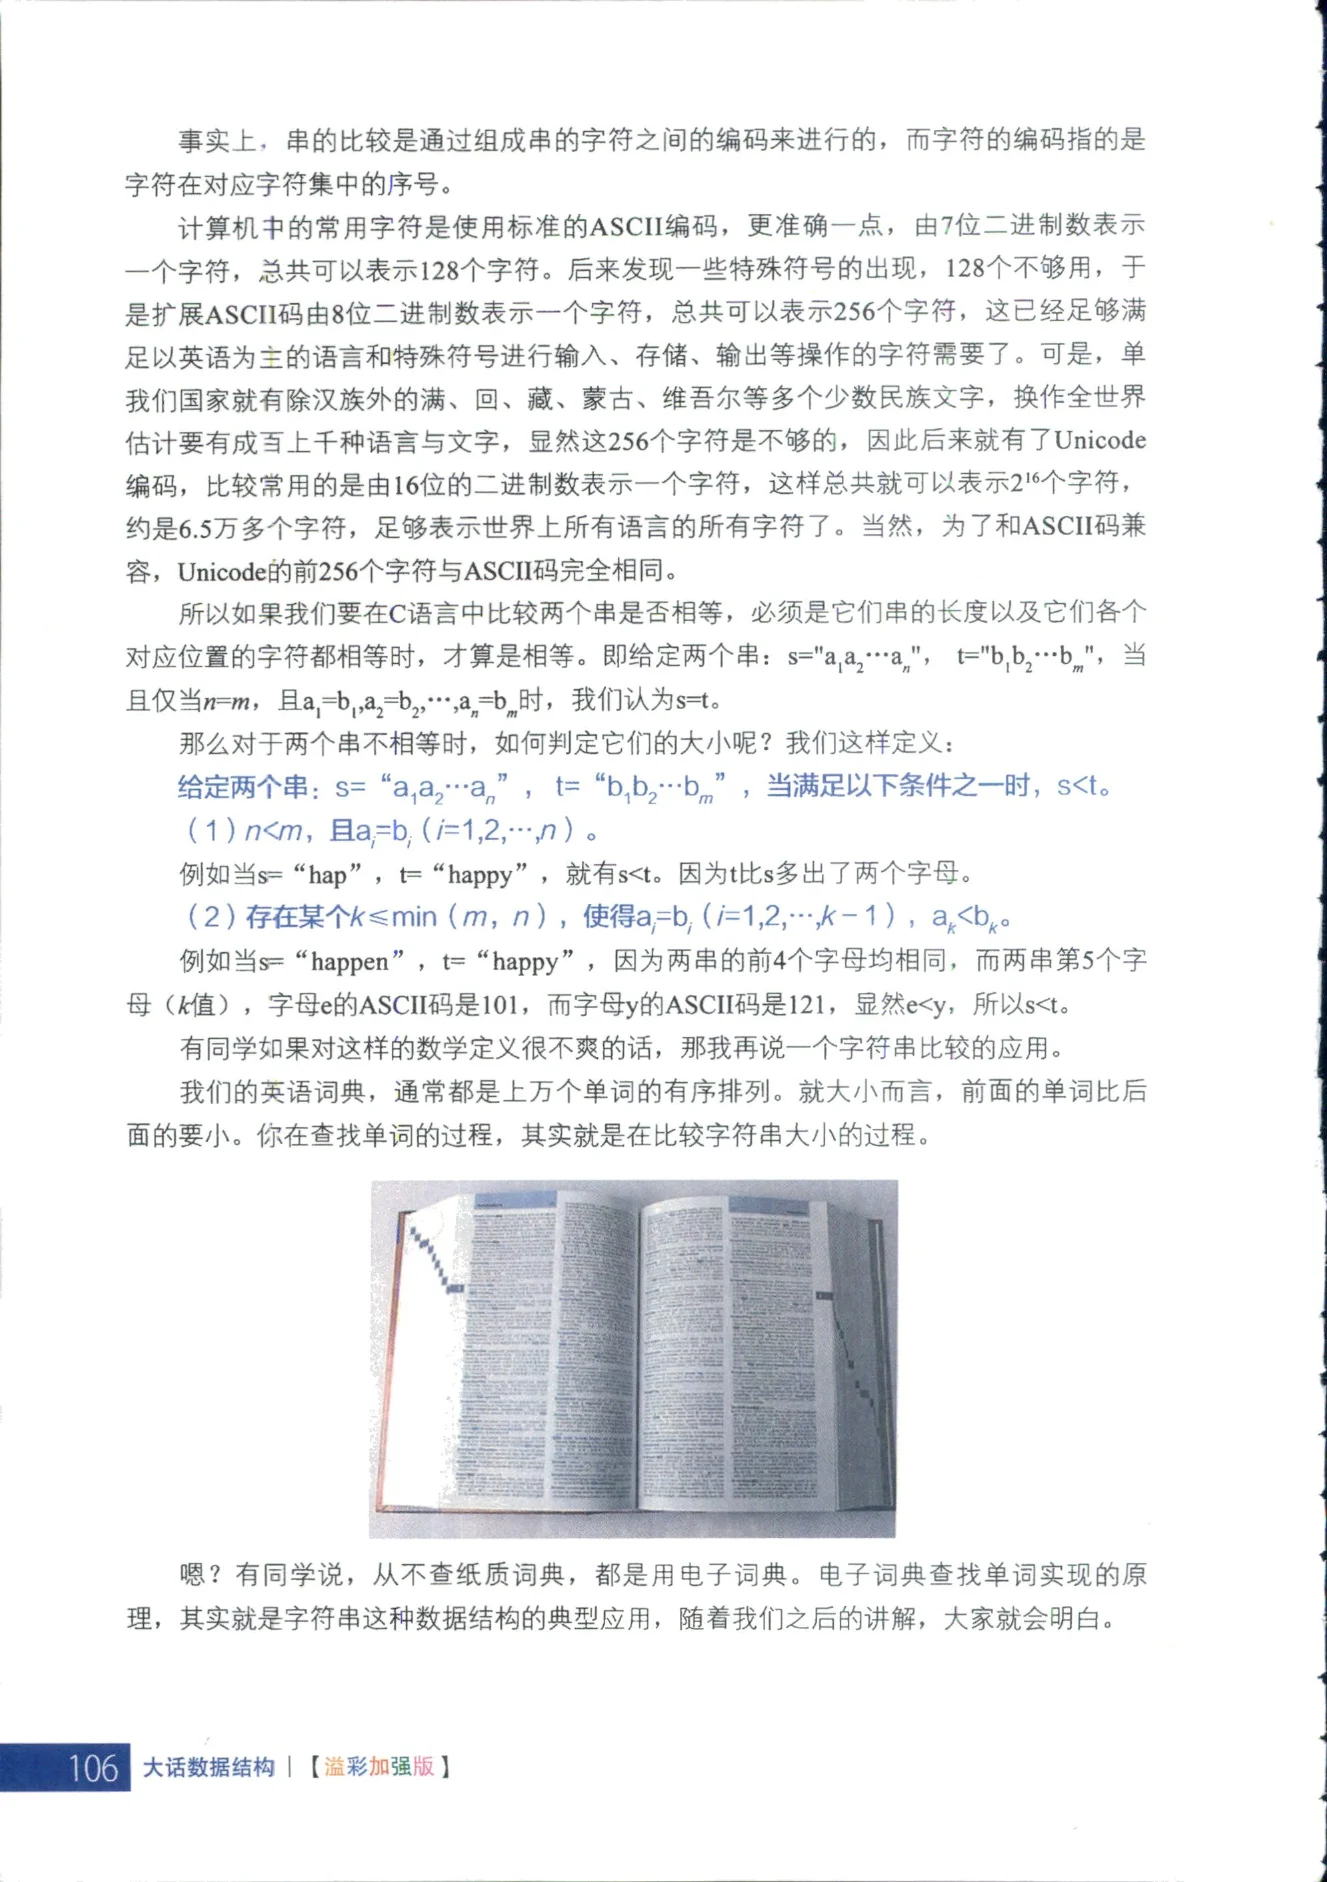 事实上，串的比较是通过组成串的字符之间的编码来进行的，而字符的编码指的是
字符在对应字符集中的序号。
计算机中的常用字符是使用标准的ASCII编码，更准确一点，由7位二进制数表示
一个字符，总共可以表示128个字符。后来发现一些特殊符号的出现，128个不够用，于
是扩展ASCII码由8位二进制数表示一个字符，总共可以表示256个字符，这已经足够满
足以英语为主的语言和特殊符号进行输入、存储、输出等操作的字符需要了。可是，单
我们国家就有除汉族外的满、回、藏、蒙古、维吾尔等多个少数民族文字，换作全世界
估计要有成百上千种语言与文字，显然这256个字符是不够的，因此后来就有了Unicode
编码，比较常用的是由16位的二进制数表示一个字符，这样总共就可以表示2¹⁶个字符，
约是6.5万多个字符，足够表示世界上所有语言的所有字符了。当然，为了和ASCII码兼
容，Unicode的前256个字符与ASCII码完全相同。
所以如果我们要在C语言中比较两个串是否相等，必须是它们串的长度以及它们各个
对应位置的字符都相等时，才算是相等。即给定两个串：s="a₁a₂⋯aₙ"， t="b₁b₂⋯bₘ"，当
且仅当n=m，且a₁=b₁,a₂=b₂,⋯,aₙ=bₘ时，我们认为s=t。
那么对于两个串不相等时，如何判定它们的大小呢？我们这样定义：
给定两个串：s=“a₁a₂⋯aₙ”，t=“b₁b₂⋯bₘ”，当满足以下条件之一时，s<t。
（1）n<m，且aᵢ=bᵢ（i=1,2,⋯,n）。
例如当s=“hap”，t=“happy”，就有s<t。因为t比s多出了两个字母。
（2）存在某个k≤min（m，n），使得aᵢ=bᵢ（i=1,2,⋯,k－1），aₖ<bₖ。
例如当s=“happen”，t=“happy”，因为两串的前4个字母均相同，而两串第5个字
母（k值），字母e的ASCII码是101，而字母y的ASCII码是121，显然e<y，所以s<t。
有同学如果对这样的数学定义很不爽的话，那我再说一个字符串比较的应用。
我们的英语词典，通常都是上万个单词的有序排列。就大小而言，前面的单词比后
面的要小。你在查找单词的过程，其实就是在比较字符串大小的过程。
嗯？有同学说，从不查纸质词典，都是用电子词典。电子词典查找单词实现的原
理，其实就是字符串这种数据结构的典型应用，随着我们之后的讲解，大家就会明白。
106 大话数据结构｜【溢彩加强版】